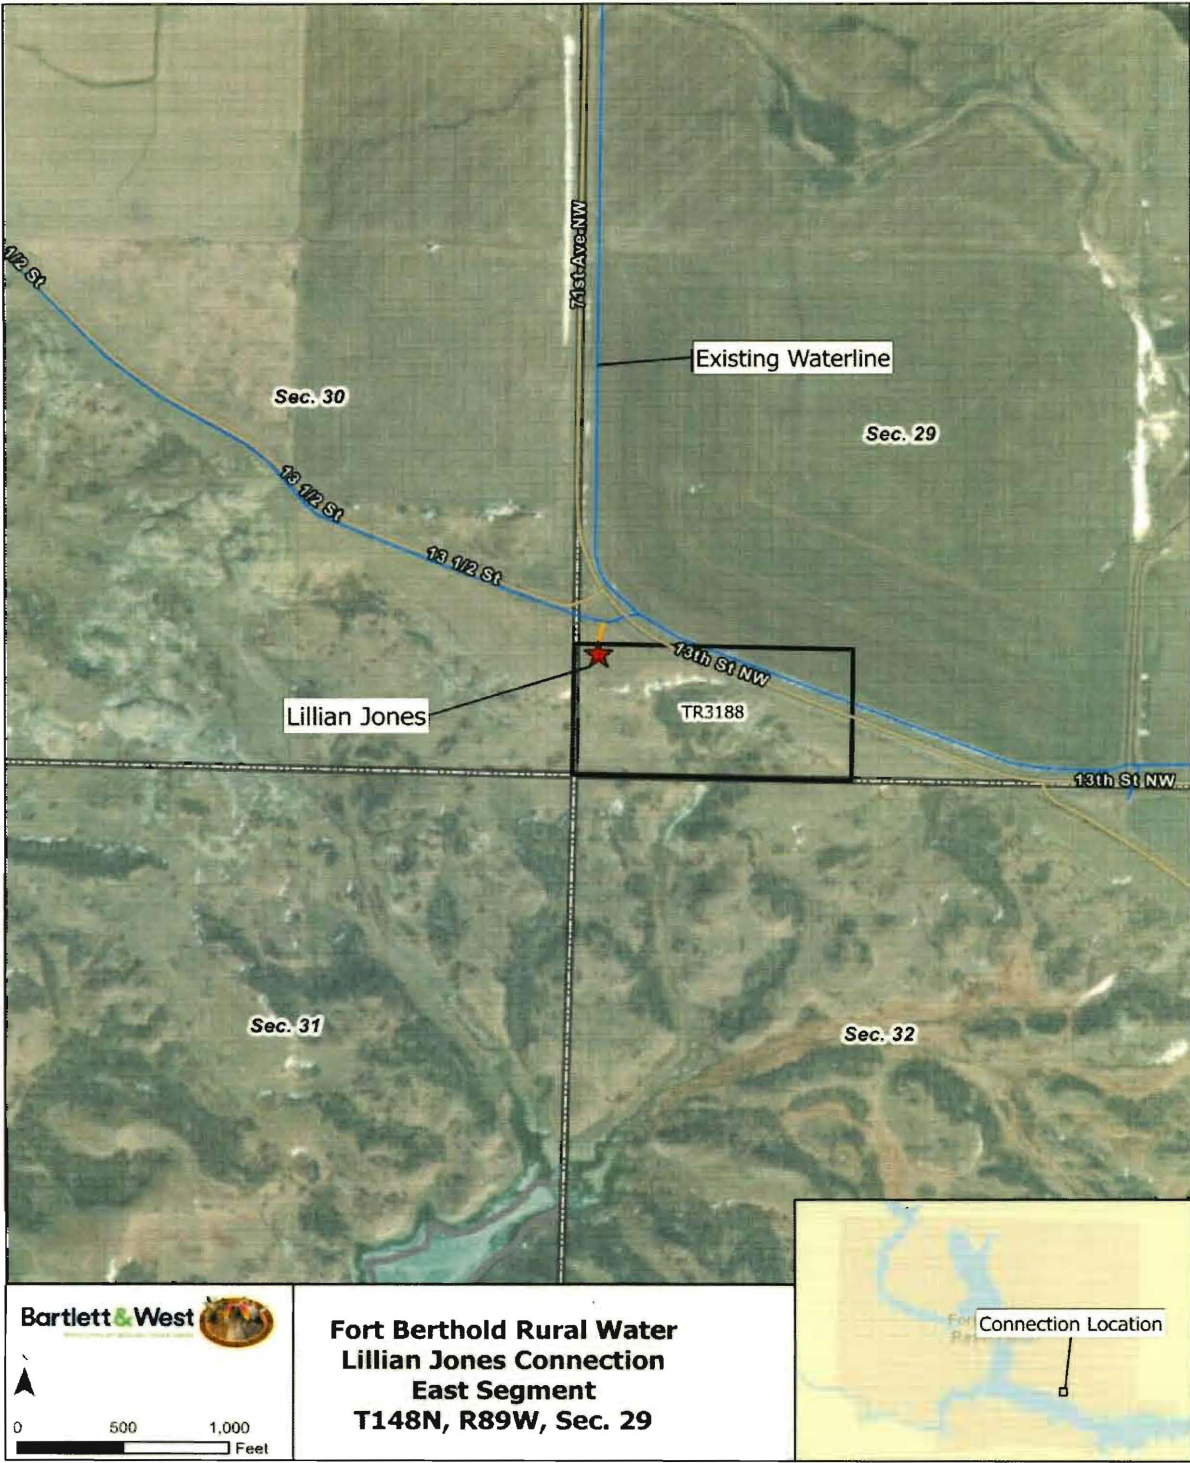 1/2 St
71st Ave NW
Existing Waterline
Sec. 30
Sec. 29
13 1/2 St
13 1/2 St
13th St NW
Lillian Jones
TR3188
13th St NW
Sec. 31
Sec. 32
Bartlett&West
Fort Berthold Rural Water
Lillian Jones Connection
East Segment
T148N, R89W, Sec. 29
0 500 1,000
Feet
Connection Location